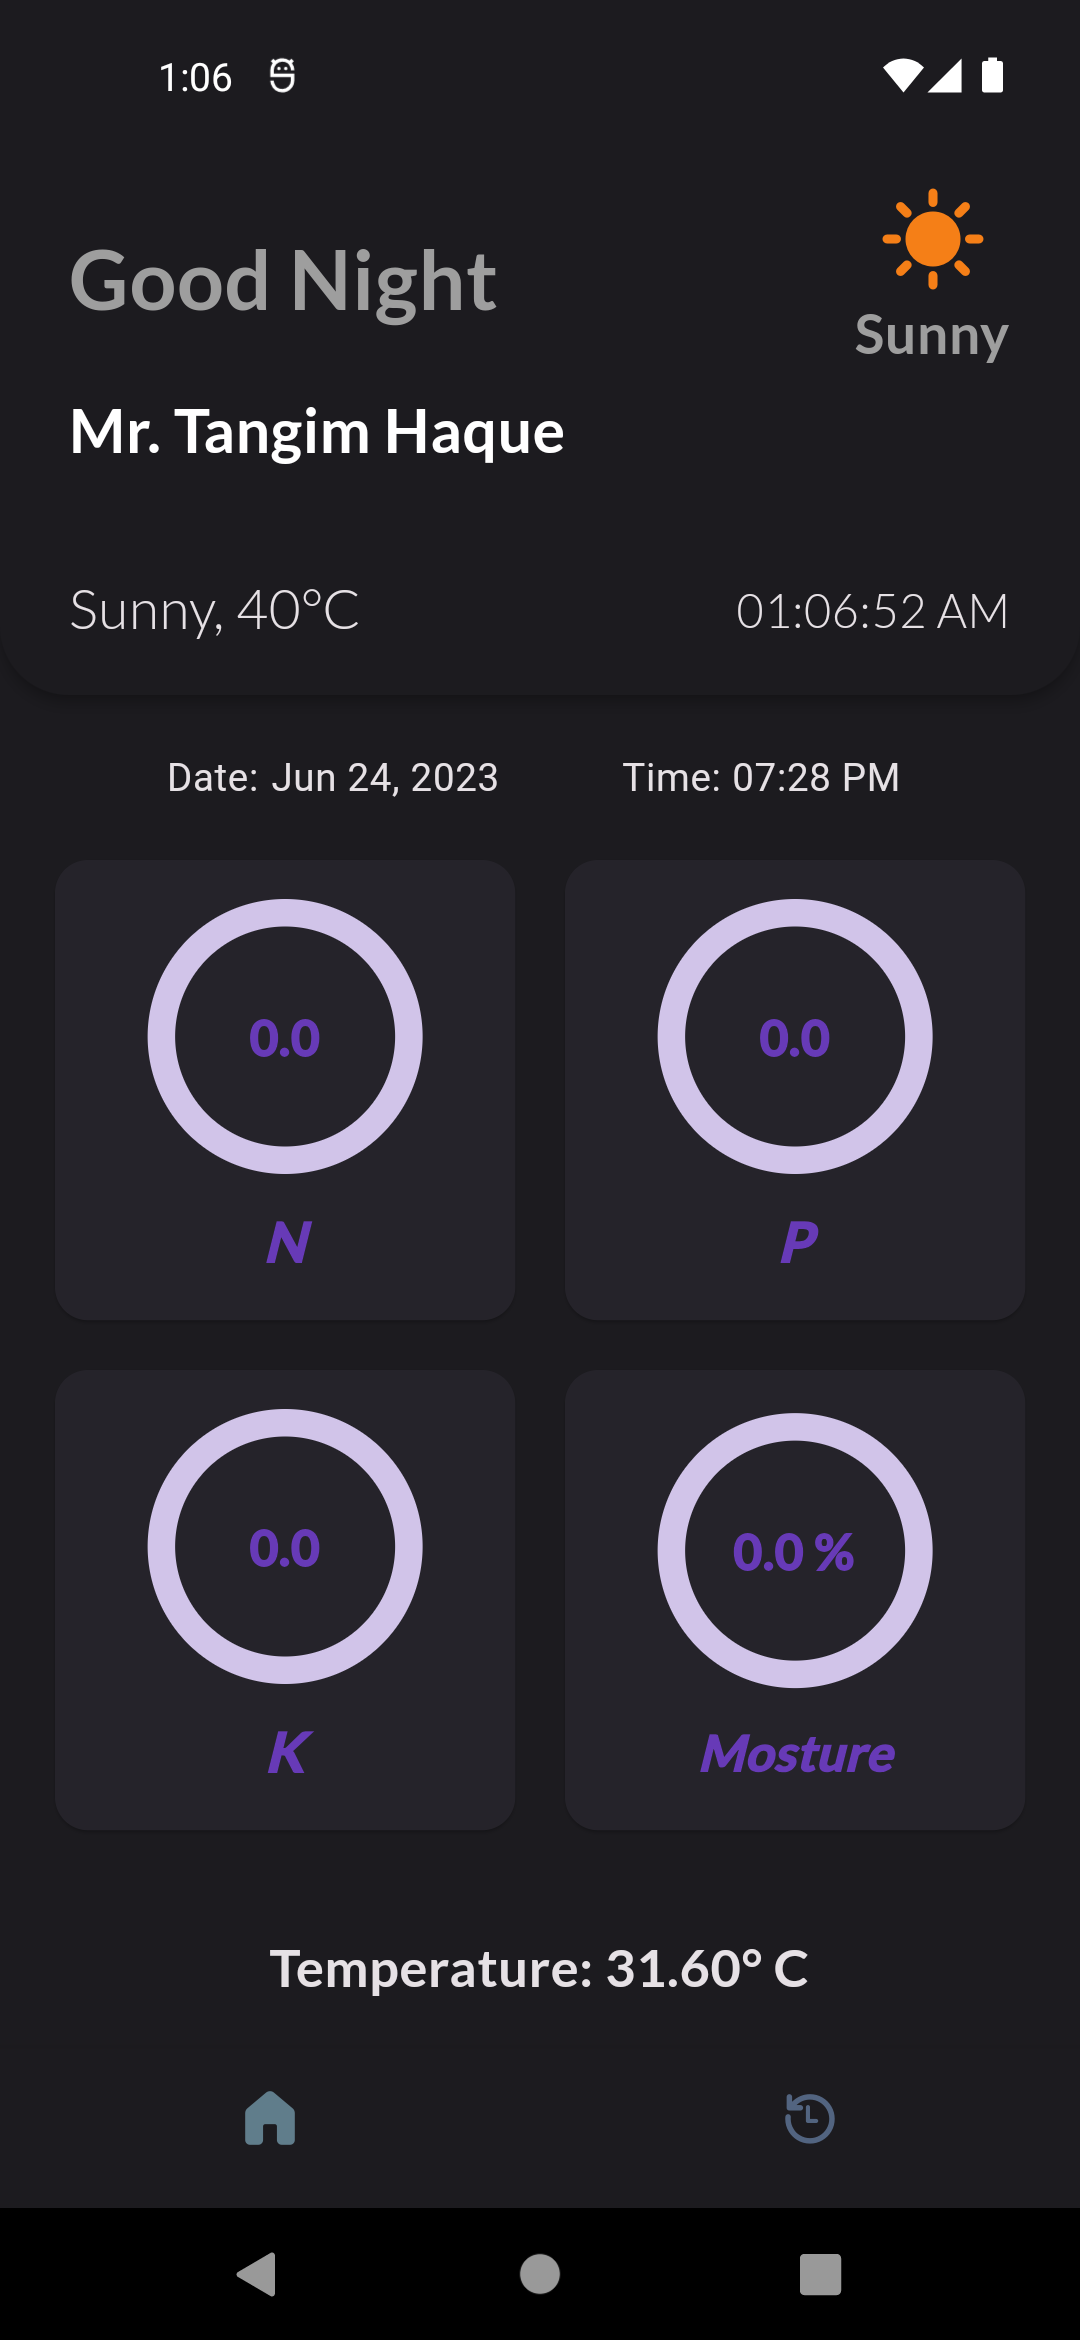 1:06
Good Night
Sunny
Mr. Tangim Haque
Sunny, 40°C
01:06:52 AM
Date: Jun 24, 2023
Time: 07:28 PM
0.0
0.0
N
P
0.0
0.0 %
K
Mosture
Temperature: 31.60° C